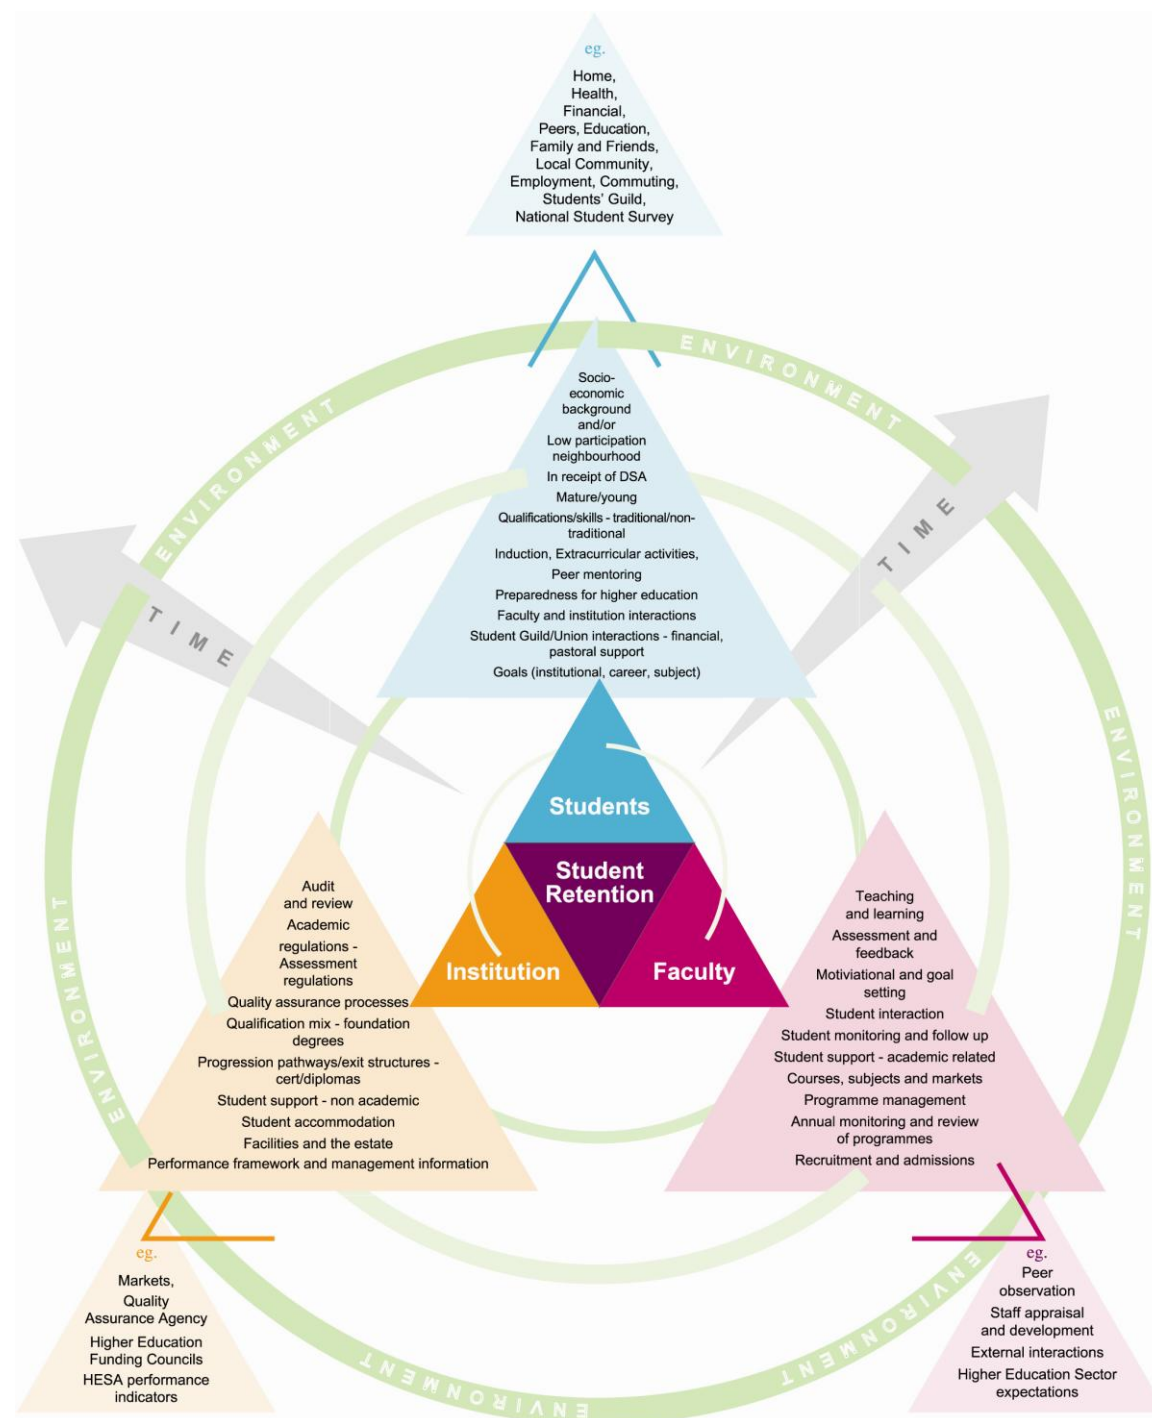 eg.
Home,
Health,
Financial,
Peers, Education,
Family and Friends,
Local Community,
Employment, Commuting,
Students' Guild,
National Student Survey
ENVIRONMENT
ENVIRONMENT
TIME
TIME
Socio-
economic
background
and/or
Low participation
neighbourhood
In receipt of DSA
Mature/young
Qualifications/skills - traditional/non-
traditional
Induction, Extracurricular activities,
Peer mentoring
Preparedness for higher education
Faculty and institution interactions
Student Guild/Union interactions - financial,
pastoral support
Goals (institutional, career, subject)
ENVIRONMENT
Students
Student
Retention
Institution
Faculty
Audit
and review
Academic
regulations -
Assessment
regulations
Quality assurance processes
Qualification mix - foundation
degrees
Progression pathways/exit structures -
cert/diplomas
Student support - non academic
Student accommodation
Facilities and the estate
Performance framework and management information
Teaching
and learning
Assessment and
feedback
Motiviational and goal
setting
Student interaction
Student monitoring and follow up
Student support - academic related
Courses, subjects and markets
Programme management
Annual monitoring and review
of programmes
Recruitment and admissions
ENVIRONMENT
eg.
Markets,
Quality
Assurance Agency
Higher Education
Funding Councils
HESA performance
indicators
ENVIRONMENT
ENVIRONMENT
eg.
Peer
observation
Staff appraisal
and development
External interactions
Higher Education Sector
expectations